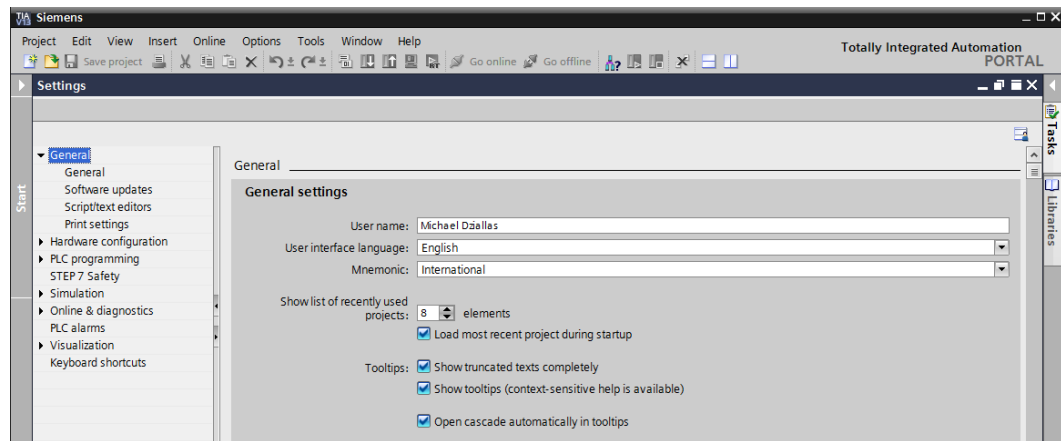 TIA V13 Siemens
Project Edit View Insert Online Options Tools Window Help
Totally Integrated Automation
PORTAL
Save project Go online Go offline
Settings
Start
General
General
Software updates
Script/text editors
Print settings
Hardware configuration
PLC programming
STEP 7 Safety
Simulation
Online & diagnostics
PLC alarms
Visualization
Keyboard shortcuts
General
General settings
User name: Michael Dziallas
User interface language: English
Mnemonic: International
Show list of recently used
projects: 8 elements
Load most recent project during startup
Tooltips: Show truncated texts completely
Show tooltips (context-sensitive help is available)
Open cascade automatically in tooltips
Tasks
Libraries